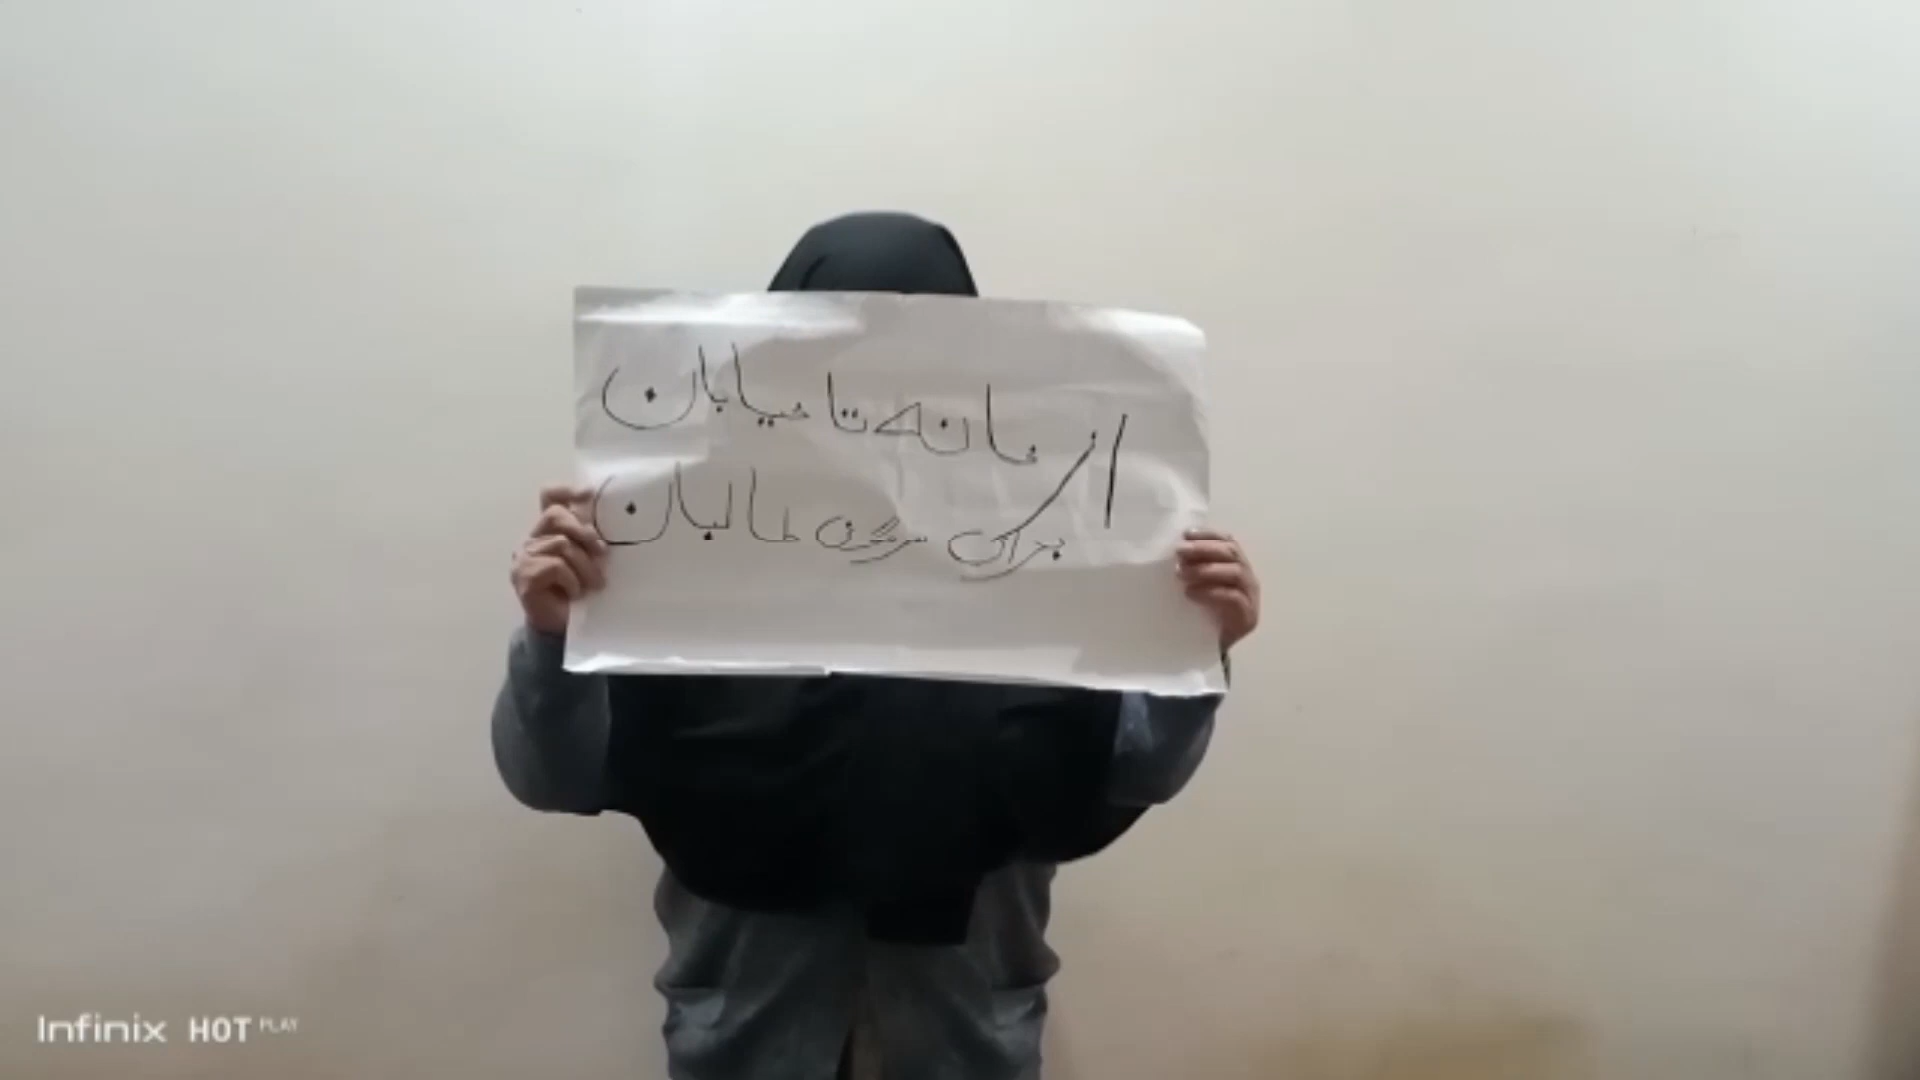 از خانه تا خیابان
برای سرنگونی طالبان
Infinix HOT PLAY